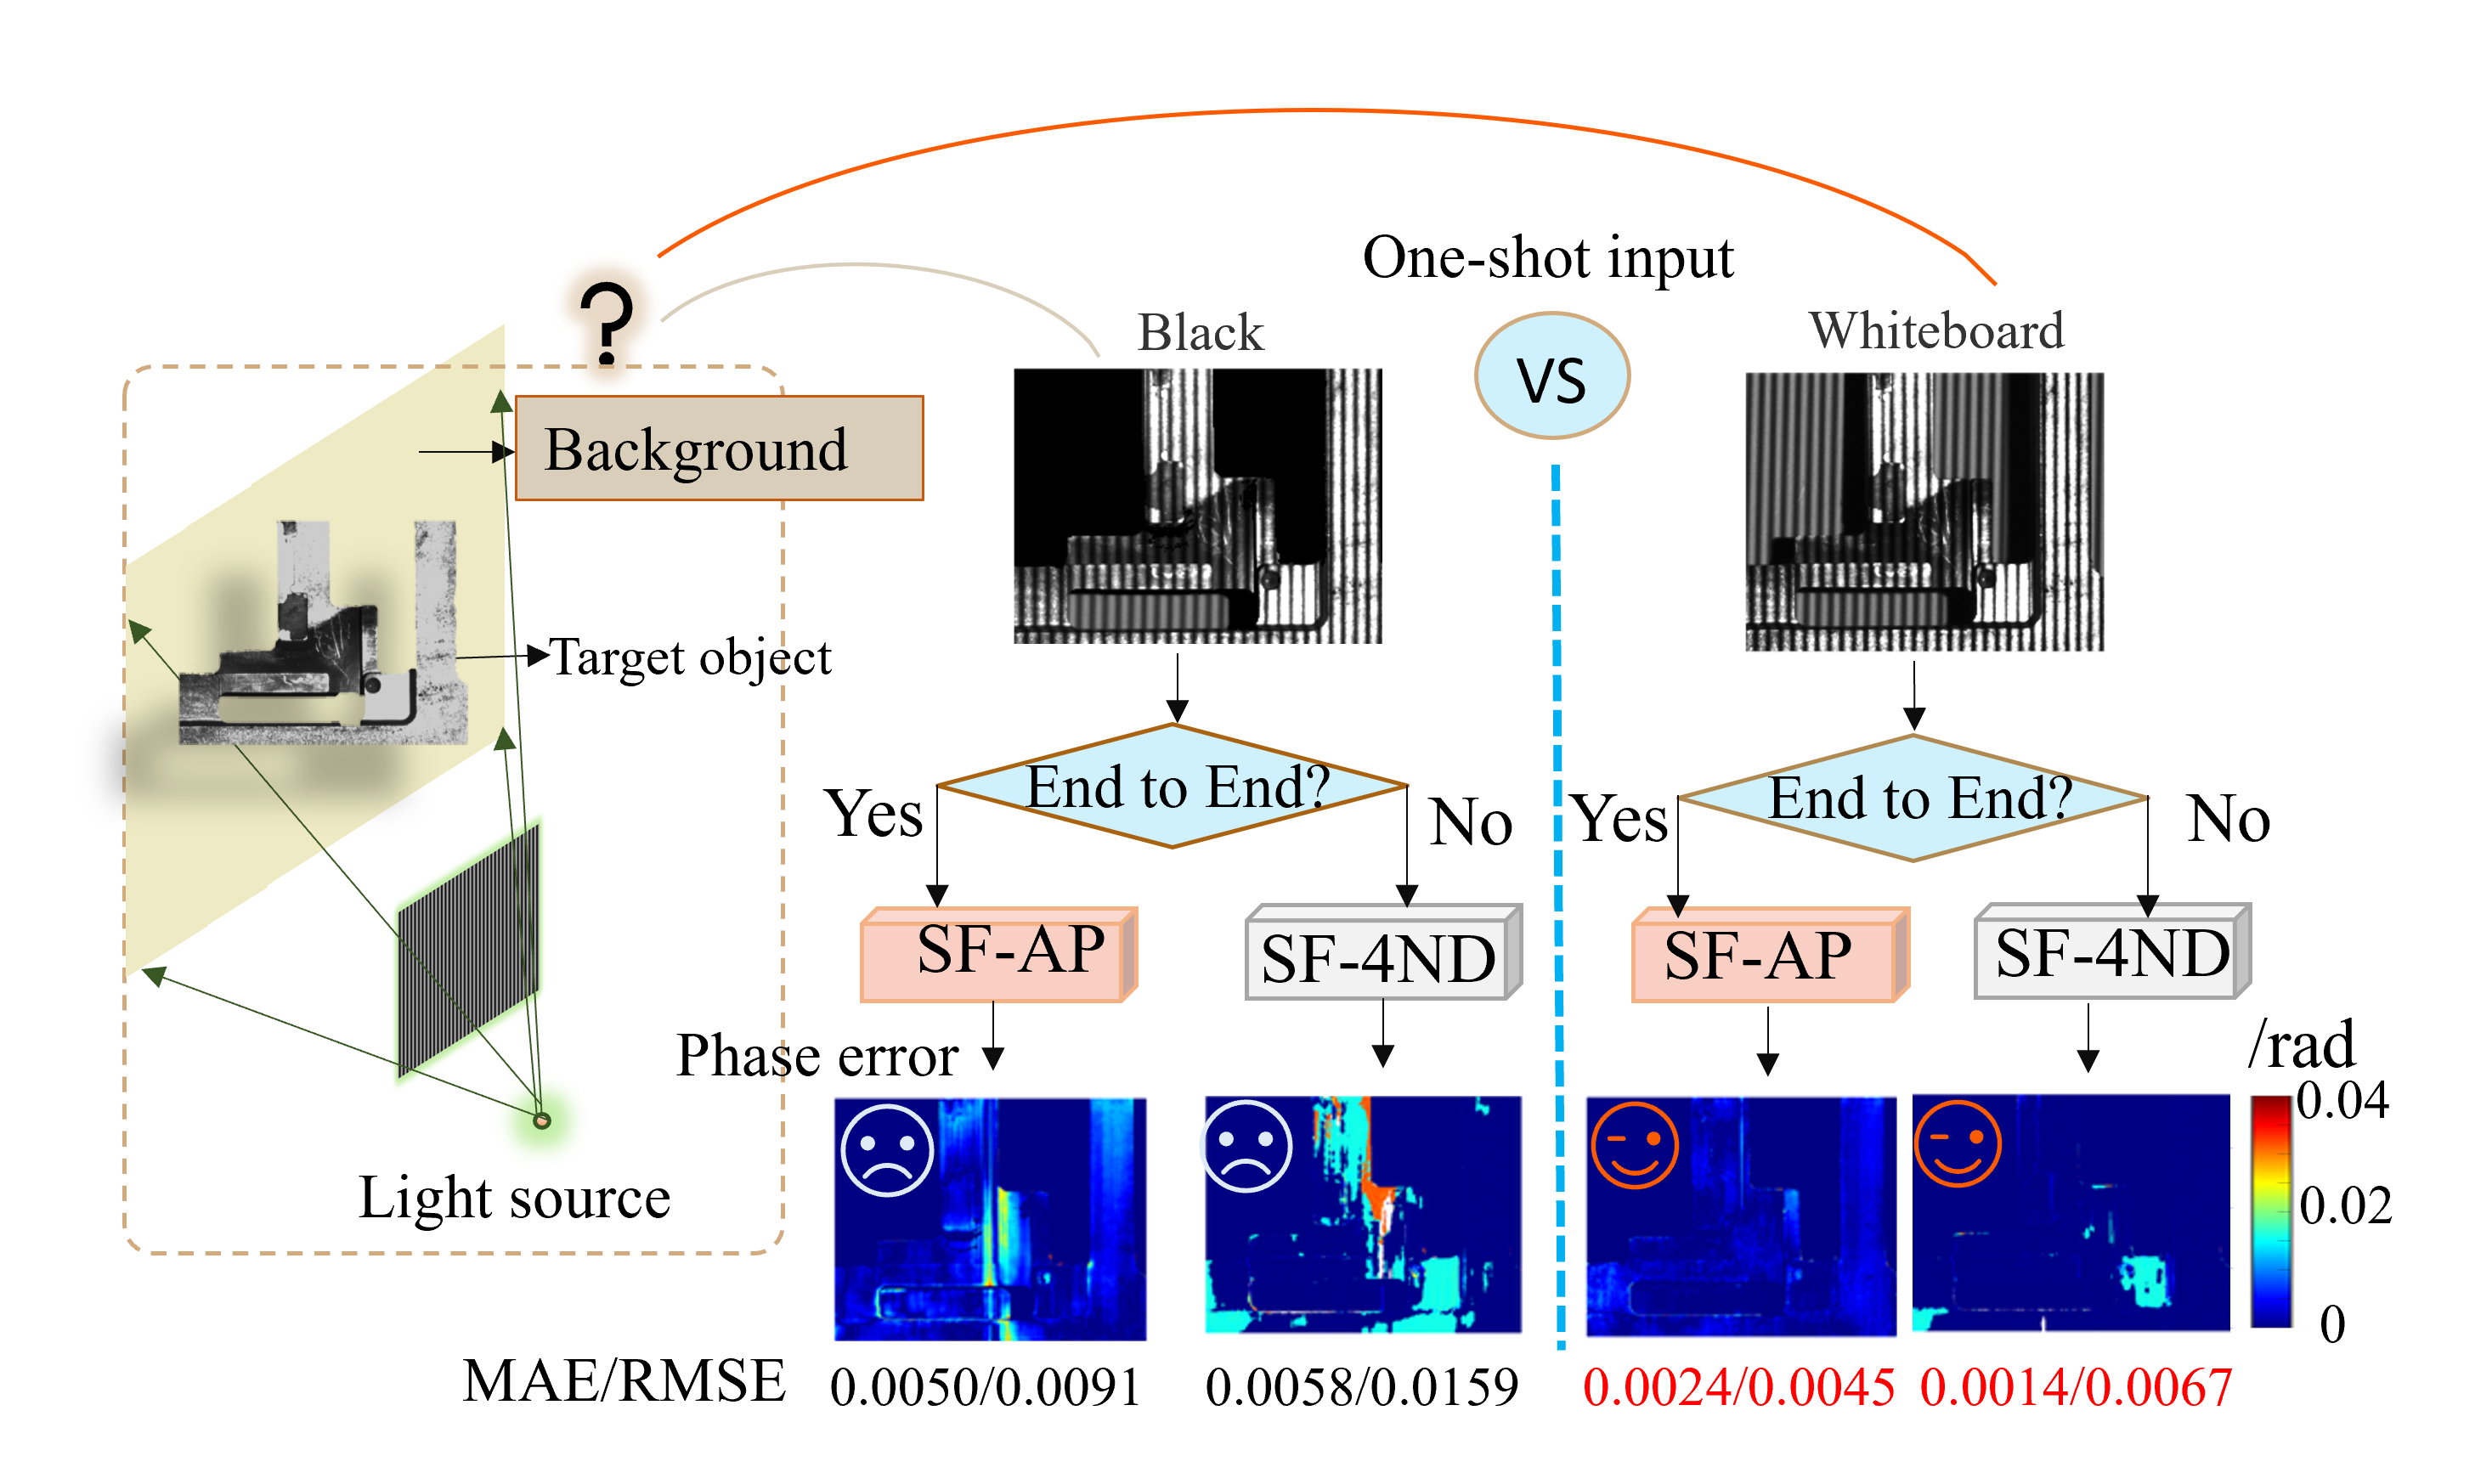 ?
One-shot input
Black
VS
Whiteboard
Background
Target object
Light source
End to End?
Yes
No
End to End?
Yes
No
SF-AP
SF-4ND
SF-AP
SF-4ND
Phase error
/rad
0.04
0.02
0
MAE/RMSE
0.0050/0.0091
0.0058/0.0159
0.0024/0.0045
0.0014/0.0067